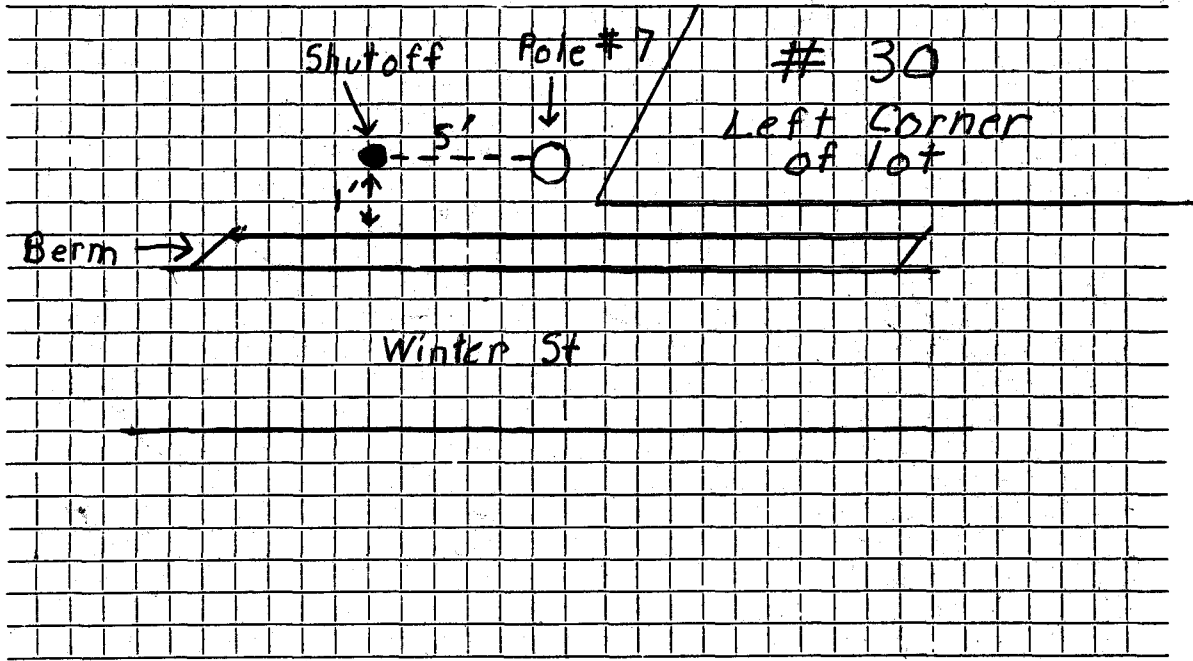 Shutoff
Pole #7
# 30
Left Corner
of lot
5'
1'
Berm
Winter St